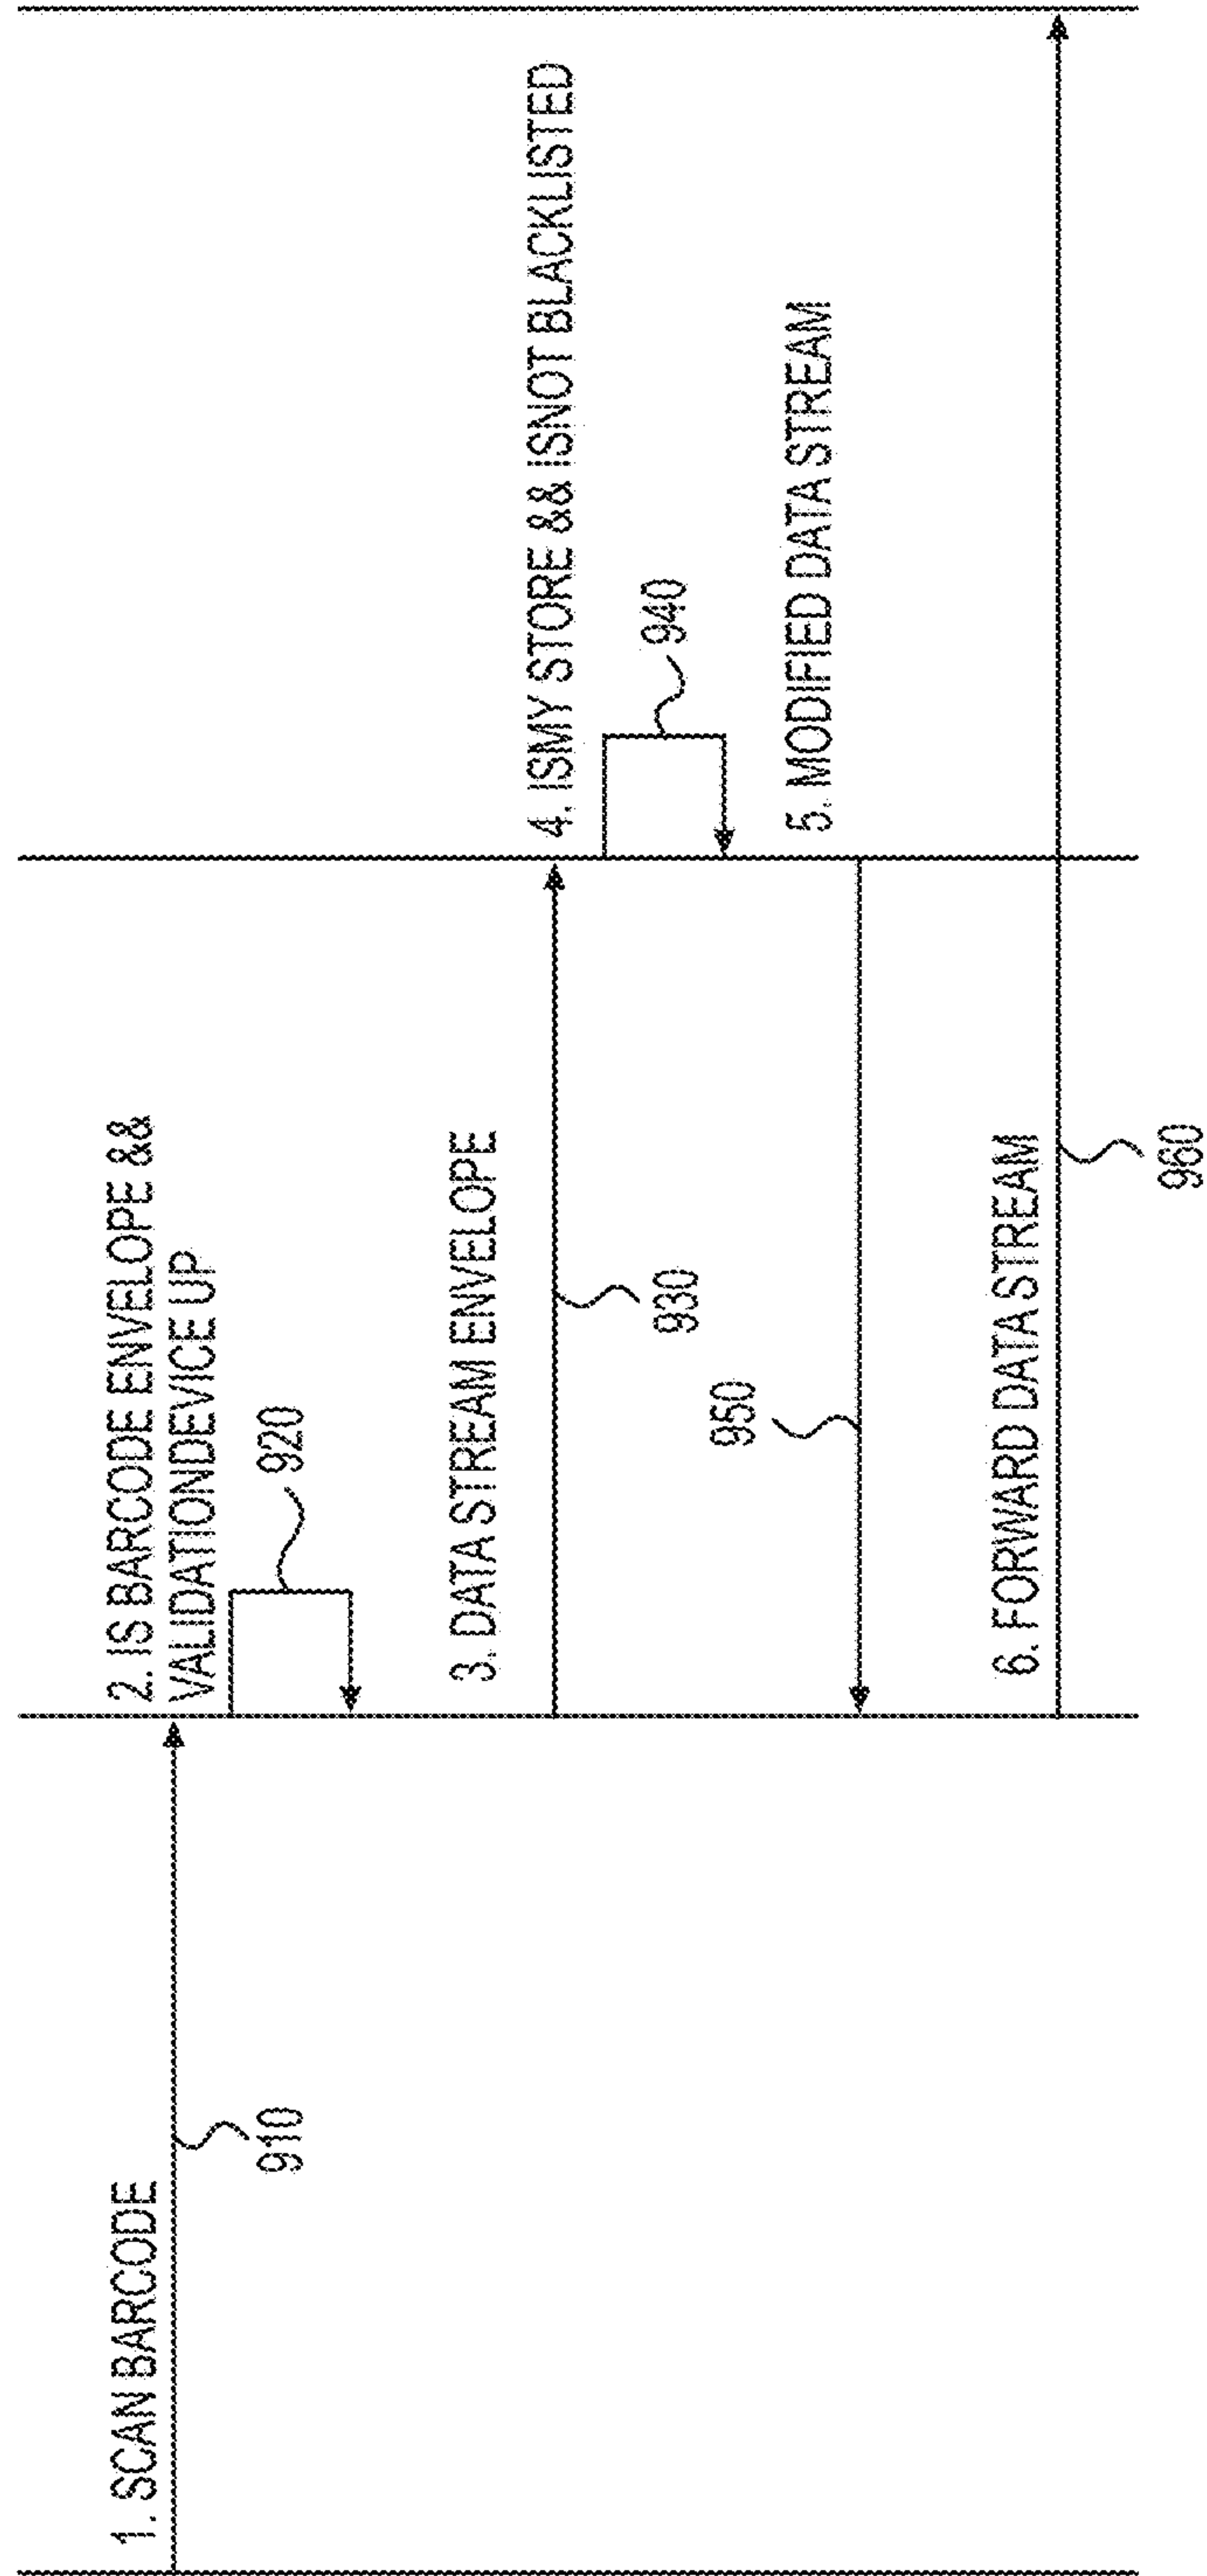 1. SCAN BARCODE
910
2. IS BARCODE ENVELOPE &&
VALIDATIONDEVICE UP
920
3. DATA STREAM ENVELOPE
930
4. ISMY STORE && ISNOT BLACKLISTED
940
5. MODIFIED DATA STREAM
950
6. FORWARD DATA STREAM
960